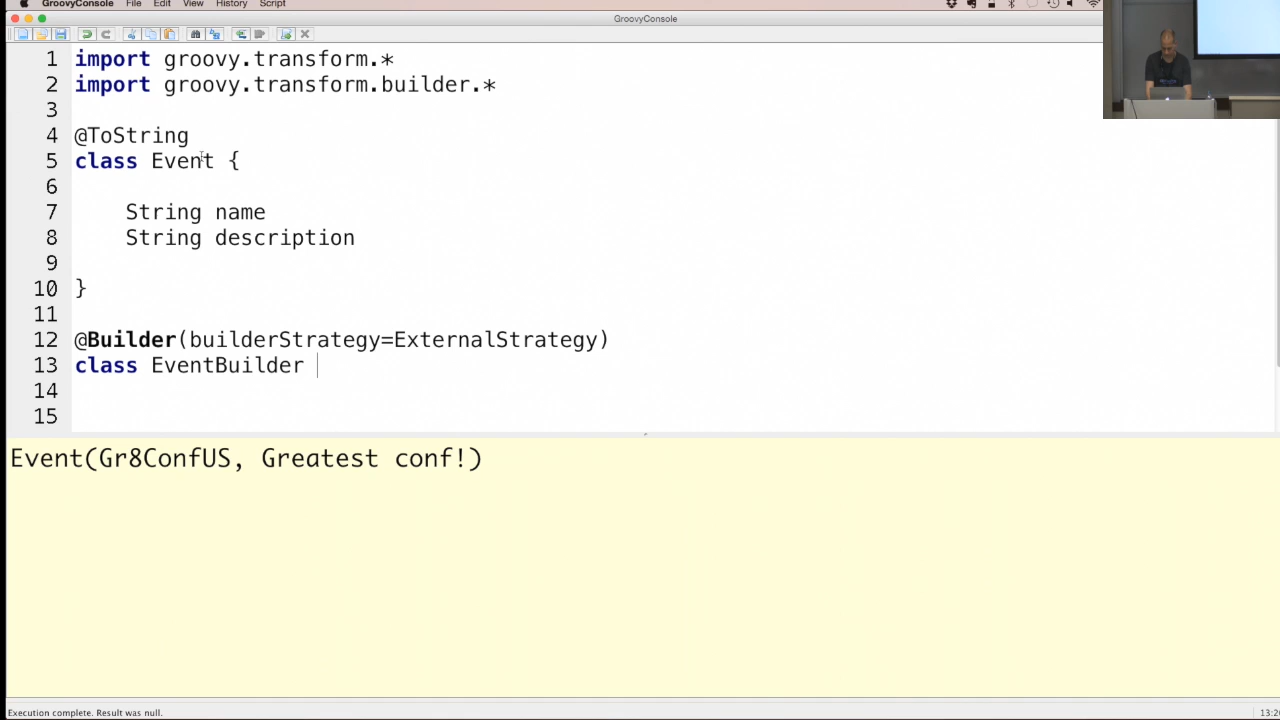 GroovyConsole File Edit View History Script
GroovyConsole
1 import groovy.transform.*
2 import groovy.transform.builder.*
3
4 @ToString
5 class Event {
6
7 String name
8 String description
9
10 }
11
12 @Builder(builderStrategy=ExternalStrategy)
13 class EventBuilder
14
15
Event(Gr8ConfUS, Greatest conf!)
Execution complete. Result was null.